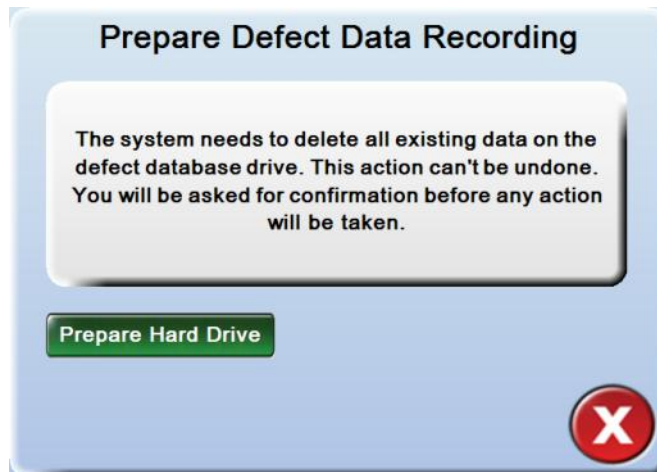 Prepare Defect Data Recording
The system needs to delete all existing data on the
defect database drive. This action can't be undone.
You will be asked for confirmation before any action
will be taken.
Prepare Hard Drive
X